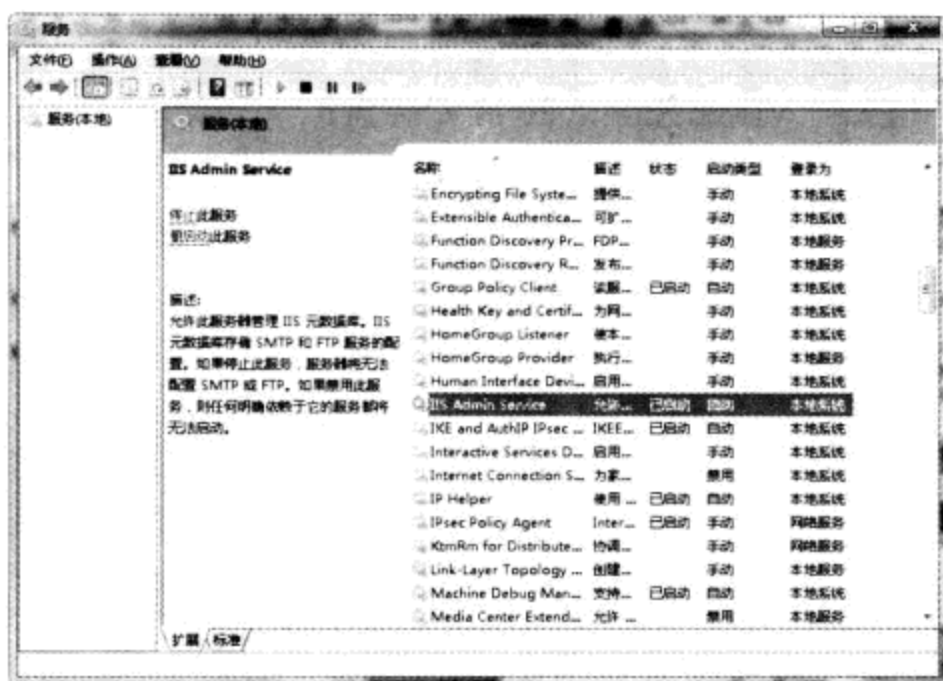 服务
文件(F) 操作(A) 查看(V) 帮助(H)
服务(本地)
服务(本地)
IIS Admin Service
停止此服务
重启动此服务
描述:
允许此服务器管理 IIS 元数据库。IIS
元数据库存储 SMTP 和 FTP 服务的配
置。如果停止此服务，服务器将无法
配置 SMTP 或 FTP。如果禁用此服
务，则任何明确依赖于它的服务都将
无法启动。
名称 描述 状态 启动类型 登录为
Encrypting File Syste... 提供... 手动 本地系统
Extensible Authentica... 可扩... 手动 本地系统
Function Discovery Pr... FDP... 手动 本地服务
Function Discovery R... 发布... 手动 本地服务
Group Policy Client 该服... 已启动 自动 本地系统
Health Key and Certif... 为网... 手动 本地系统
HomeGroup Listener 使本... 手动 本地系统
HomeGroup Provider 执行... 手动 本地服务
Human Interface Devi... 启用... 手动 本地系统
IIS Admin Service 允许... 已启动 自动 本地系统
IKE and AuthIP IPsec ... IKEE... 已启动 自动 本地系统
Interactive Services D... 启用... 手动 本地系统
Internet Connection S... 为家... 禁用 本地系统
IP Helper 使用 ... 已启动 自动 本地系统
IPsec Policy Agent Inter... 已启动 手动 网络服务
KtmRm for Distribute... 协调... 手动 网络服务
Link-Layer Topology ... 创建... 手动 本地服务
Machine Debug Man... 支持... 已启动 自动 本地系统
Media Center Extend... 允许 ... 禁用 本地服务
扩展 标准